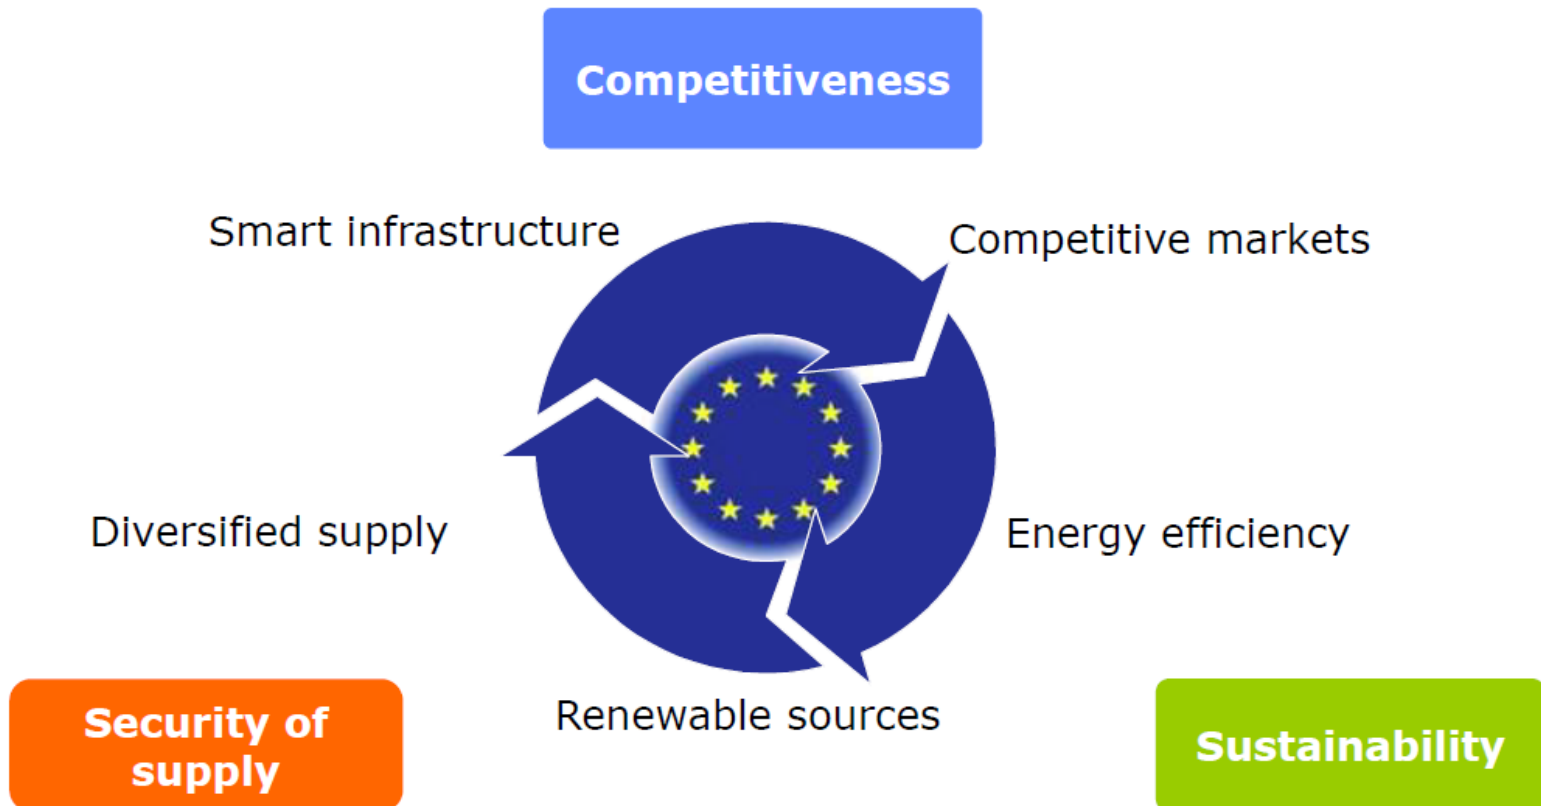 Competitiveness
Smart infrastructure
Competitive markets
Diversified supply
Energy efficiency
Renewable sources
Security of
supply
Sustainability